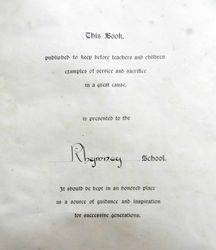 This Book,
published to keep before teachers and children
examples of service and sacrifice
in a great cause,
is presented to the
Rhymney School.
It should be kept in an honored place
as a source of guidance and inspiration
for successive generations.